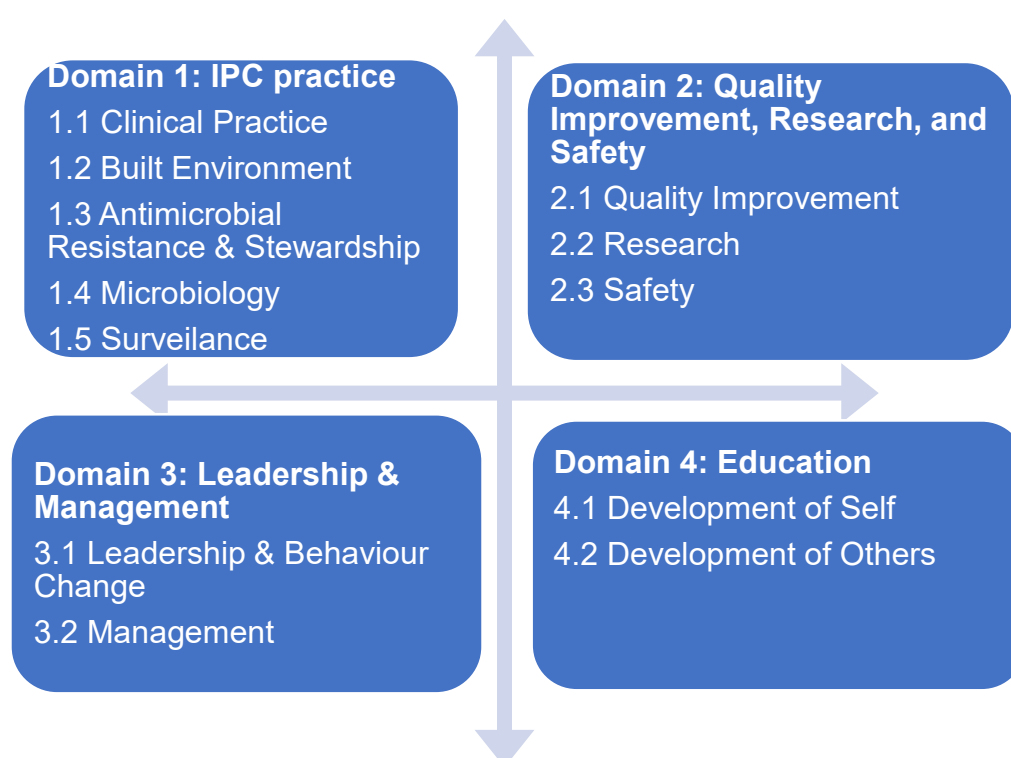 Domain 1: IPC practice
1.1 Clinical Practice
1.2 Built Environment
1.3 Antimicrobial
Resistance & Stewardship
1.4 Microbiology
1.5 Surveilance
Domain 2: Quality
Improvement, Research, and
Safety
2.1 Quality Improvement
2.2 Research
2.3 Safety
Domain 3: Leadership &
Management
3.1 Leadership & Behaviour
Change
3.2 Management
Domain 4: Education
4.1 Development of Self
4.2 Development of Others